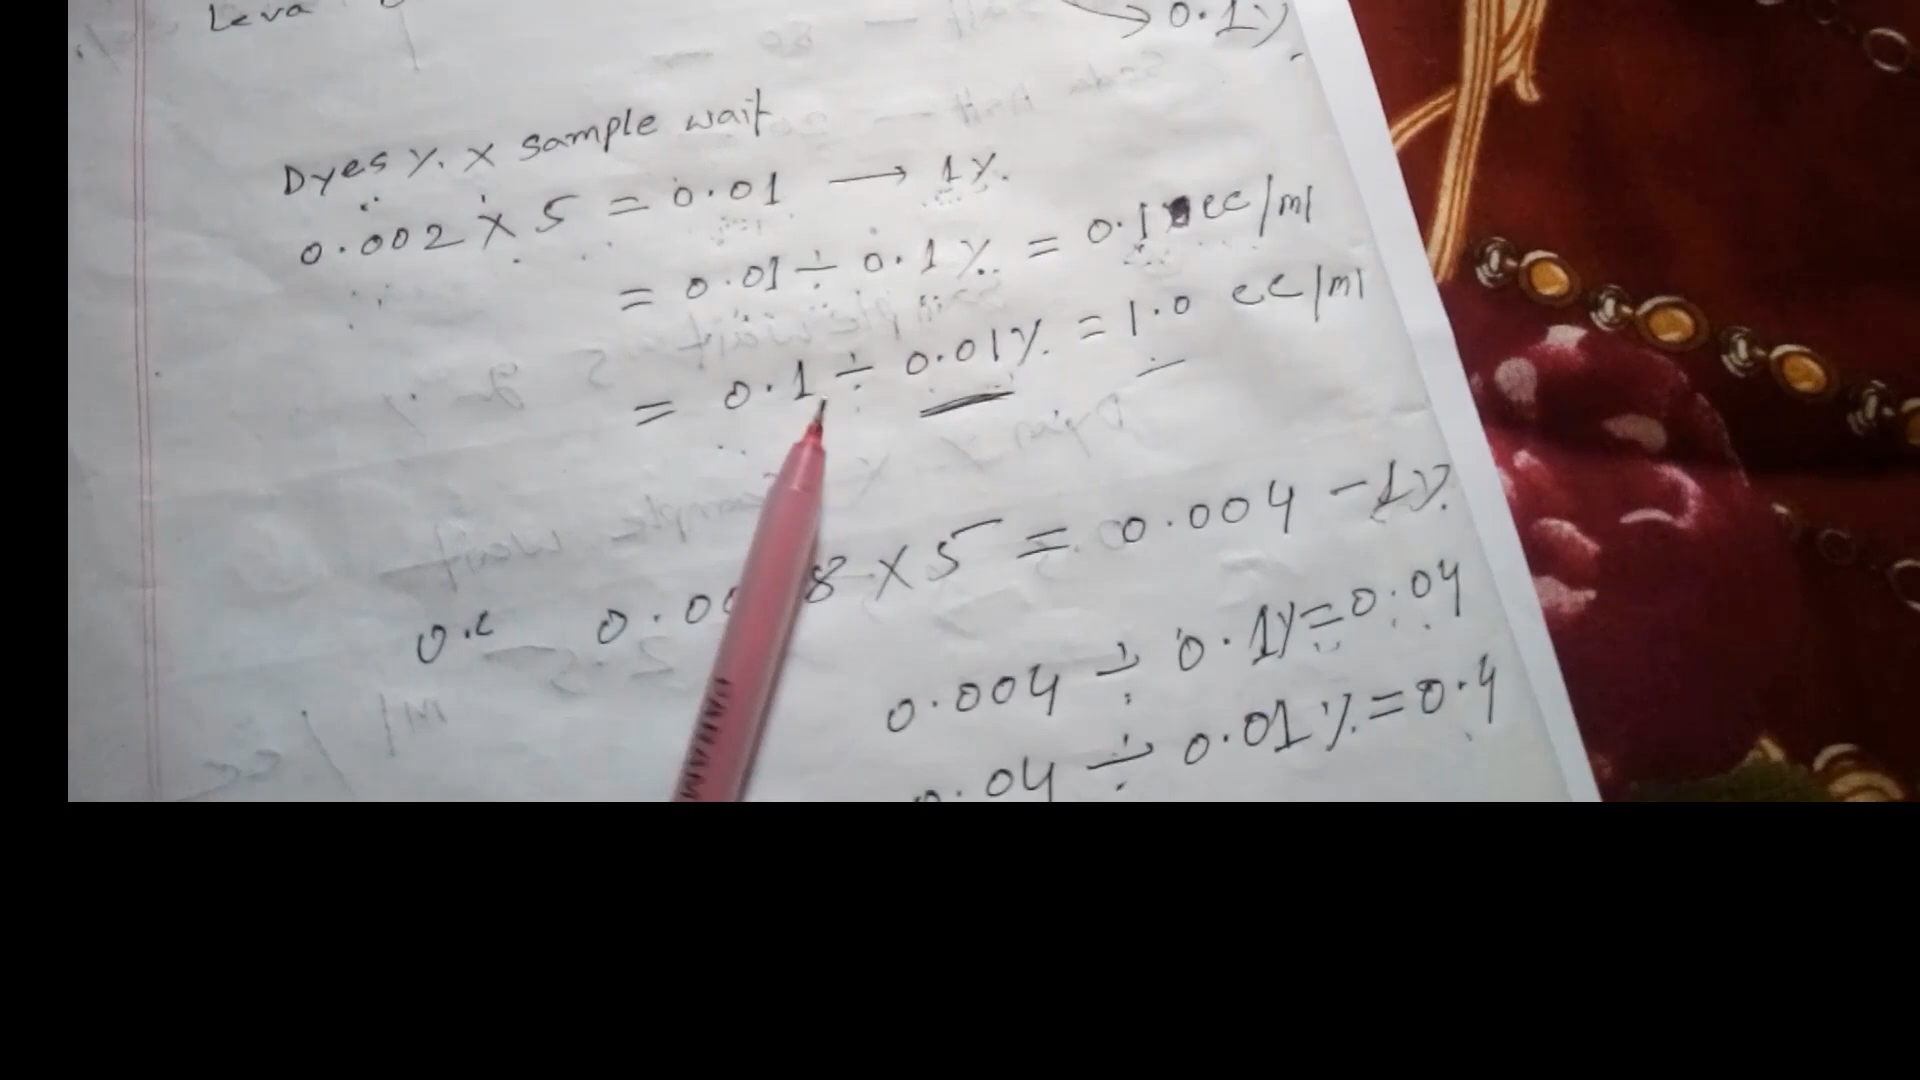 Leva
→ 0.1%
Dyes %. x sample wait
0.002 x 5 = 0.01 → 1%.
= 0.01 ÷ 0.1%. = 0.1 cc/ml
= 0.1 ÷ 0.01%. = 1.0 cc/ml
8 x 5 = 0.004 - 1%.
0.004 ÷ 0.1% = 0.04
0.04 ÷ 0.01%. = 0.4